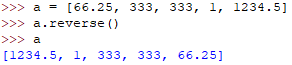 >>> a = [66.25, 333, 333, 1, 1234.5]
>>> a.reverse()
>>> a
[1234.5, 1, 333, 333, 66.25]